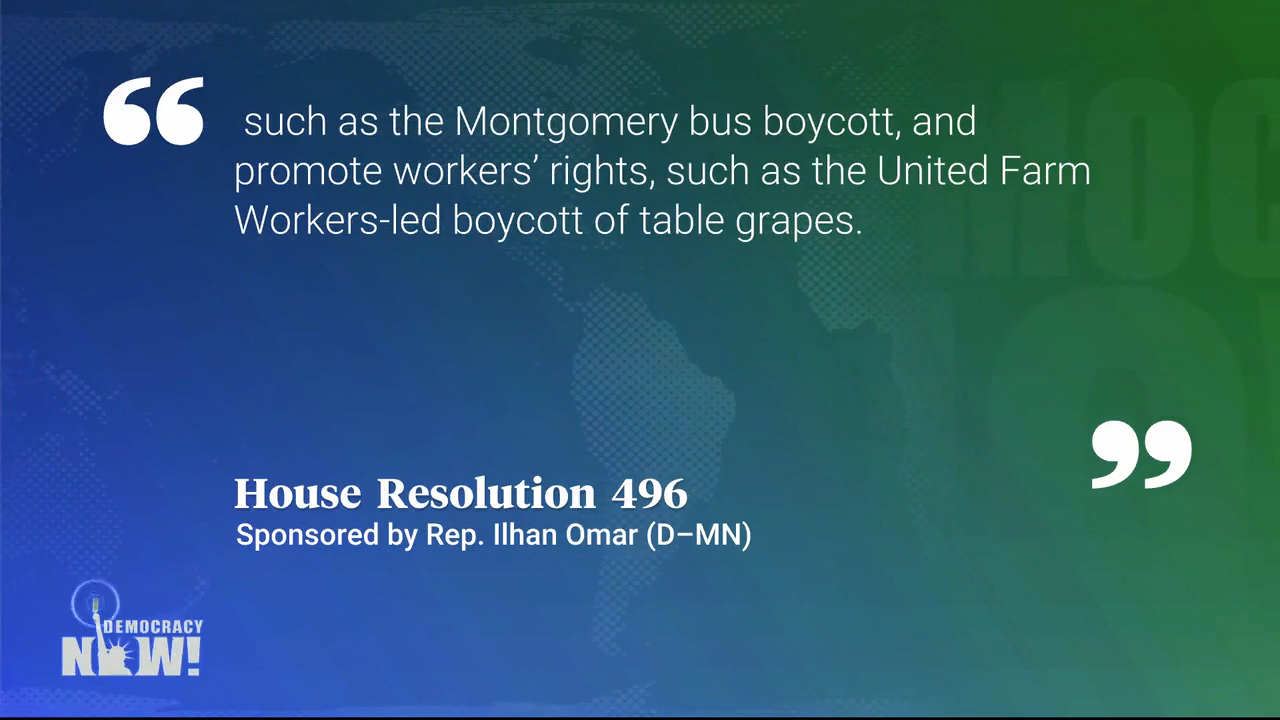 “ such as the Montgomery bus boycott, and
promote workers’ rights, such as the United Farm
Workers-led boycott of table grapes.
”
House Resolution 496
Sponsored by Rep. Ilhan Omar (D–MN)
DEMOCRACY
NOW!